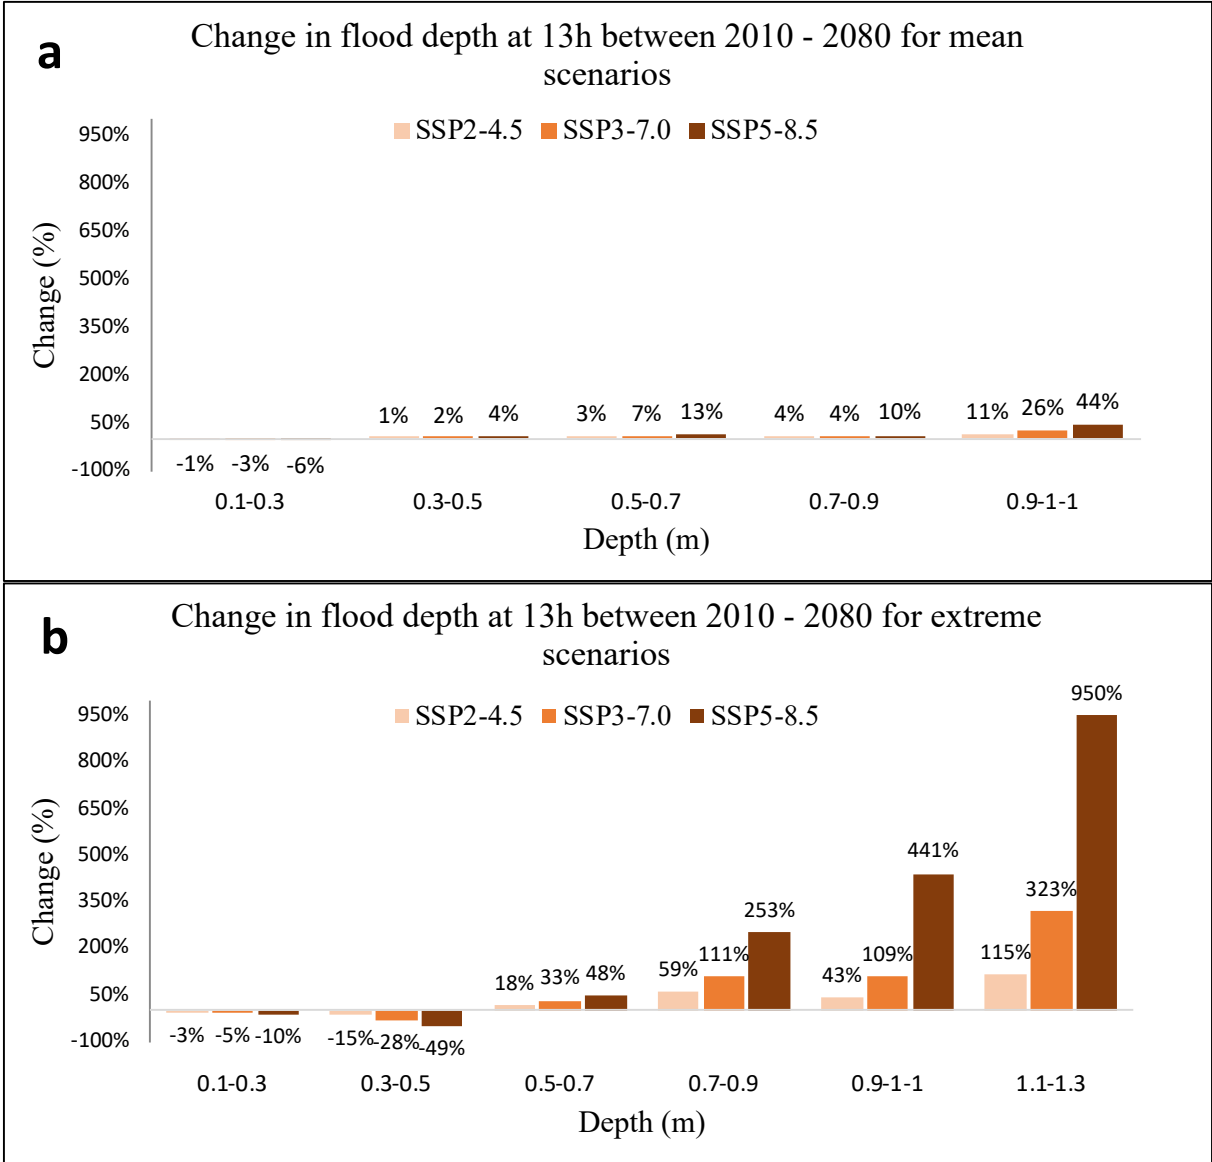 a
Change in flood depth at 13h between 2010 - 2080 for mean
scenarios
SSP2-4.5 SSP3-7.0 SSP5-8.5
Change (%)
950%
800%
650%
500%
350%
200%
50%
-100%
-1% -3% -6%
1% 2% 4%
3% 7% 13%
4% 4% 10%
11% 26% 44%
0.1-0.3 0.3-0.5 0.5-0.7 0.7-0.9 0.9-1-1
Depth (m)
b
Change in flood depth at 13h between 2010 - 2080 for extreme
scenarios
SSP2-4.5 SSP3-7.0 SSP5-8.5
Change (%)
950%
800%
650%
500%
350%
200%
50%
-100%
-3% -5% -10%
-15% -28% -49%
18% 33% 48%
59% 111% 253%
43% 109% 441%
115% 323% 950%
0.1-0.3 0.3-0.5 0.5-0.7 0.7-0.9 0.9-1-1 1.1-1.3
Depth (m)